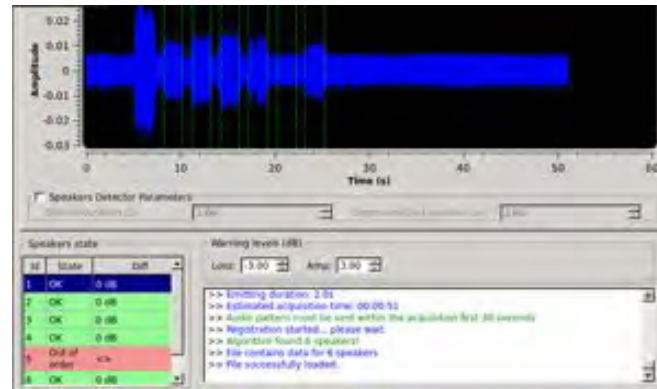 0.02
0.01
0
-0.01
-0.02
-0.03
Amplitude
0 10 20 30 40 50 60
Time (s)
Speakers Detector Parameters
Speakers state
Id State Diff
1 OK 0 dB
2 OK 0 dB
3 OK 0 dB
4 OK 0 dB
5 Out of order <>
6 OK 0 dB
Warning levels (dB)
Loss: -3.00 Amp: 3.00
>> Emitting duration: 2.0s
>> Estimated acquisition time: 00:00:51
>> Audio pattern must be sent within the acquisition first 30 seconds
>> Registration started... please wait
>> Algorithm found 6 speakers!
>> File contains data for 6 speakers
>> File successfully loaded.